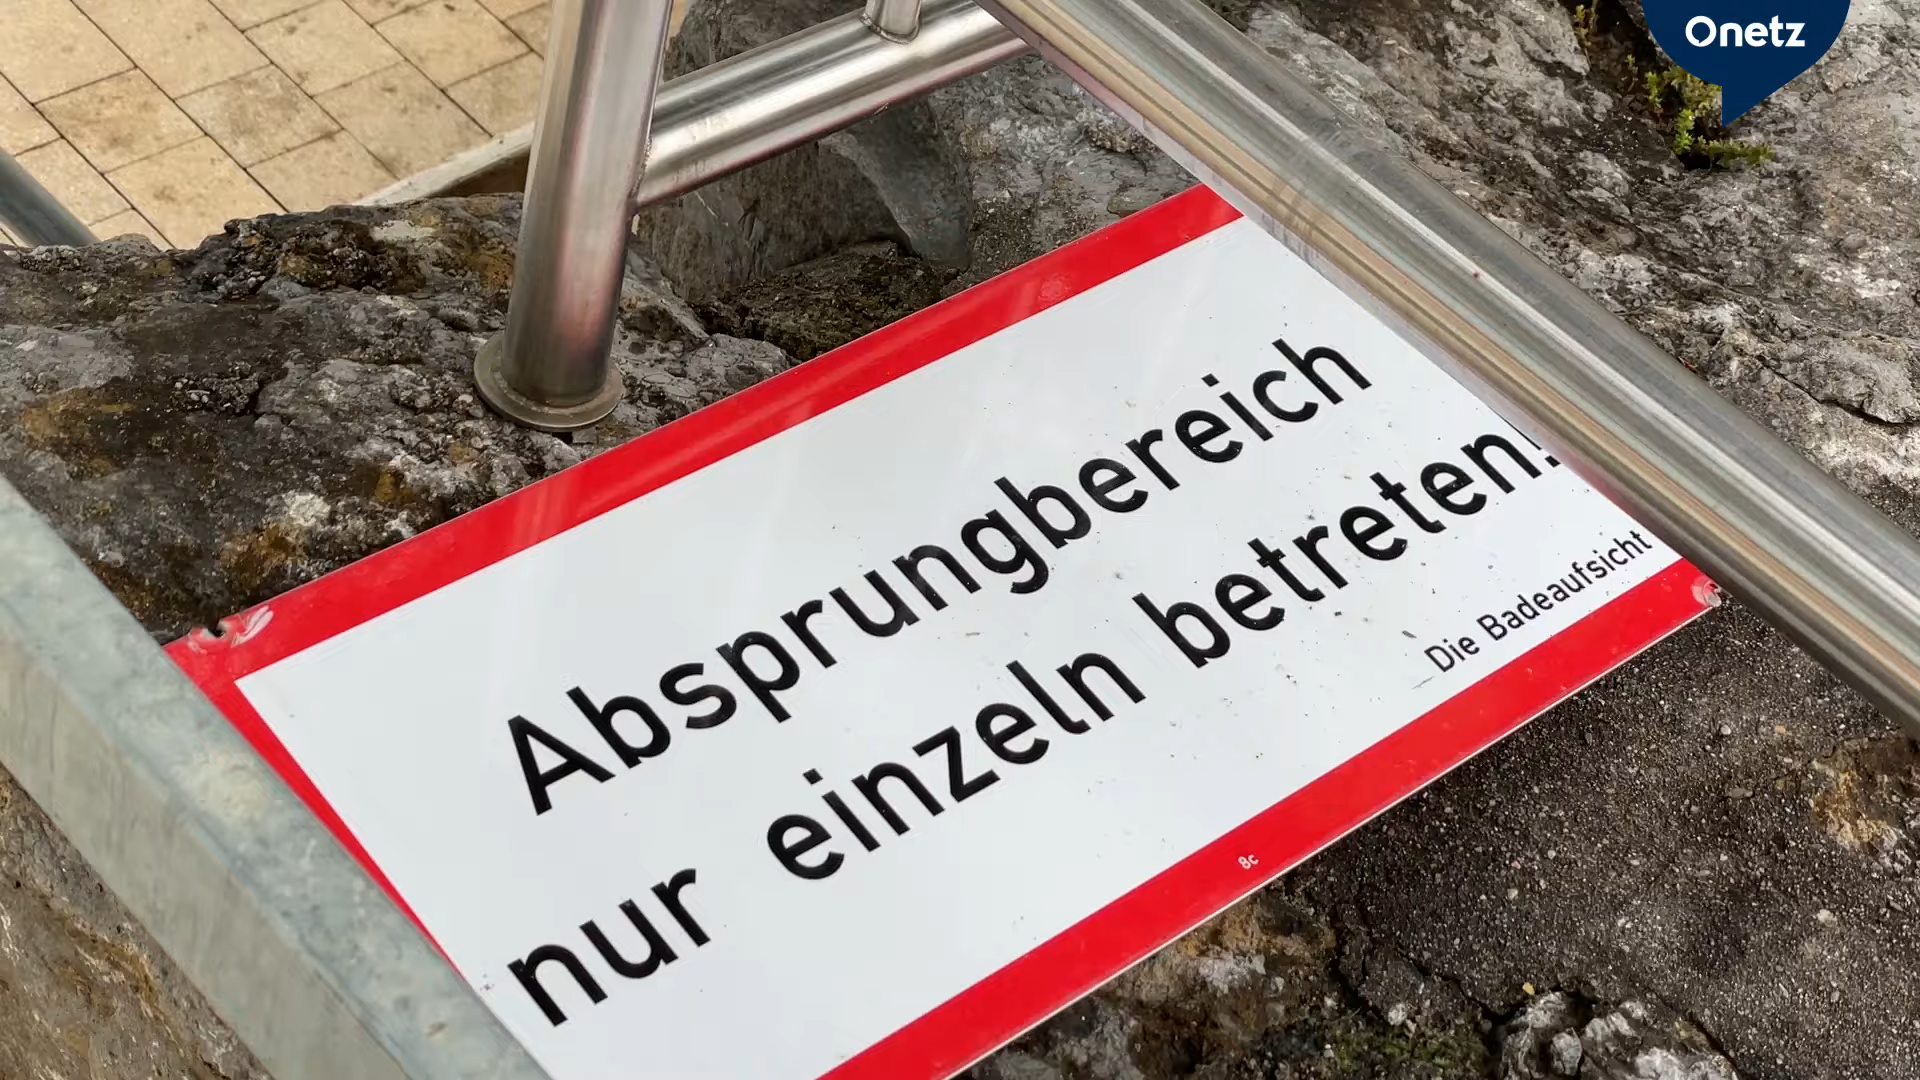 Onetz
Absprungbereich
nur einzeln betreten!
Die Badeaufsicht
8c